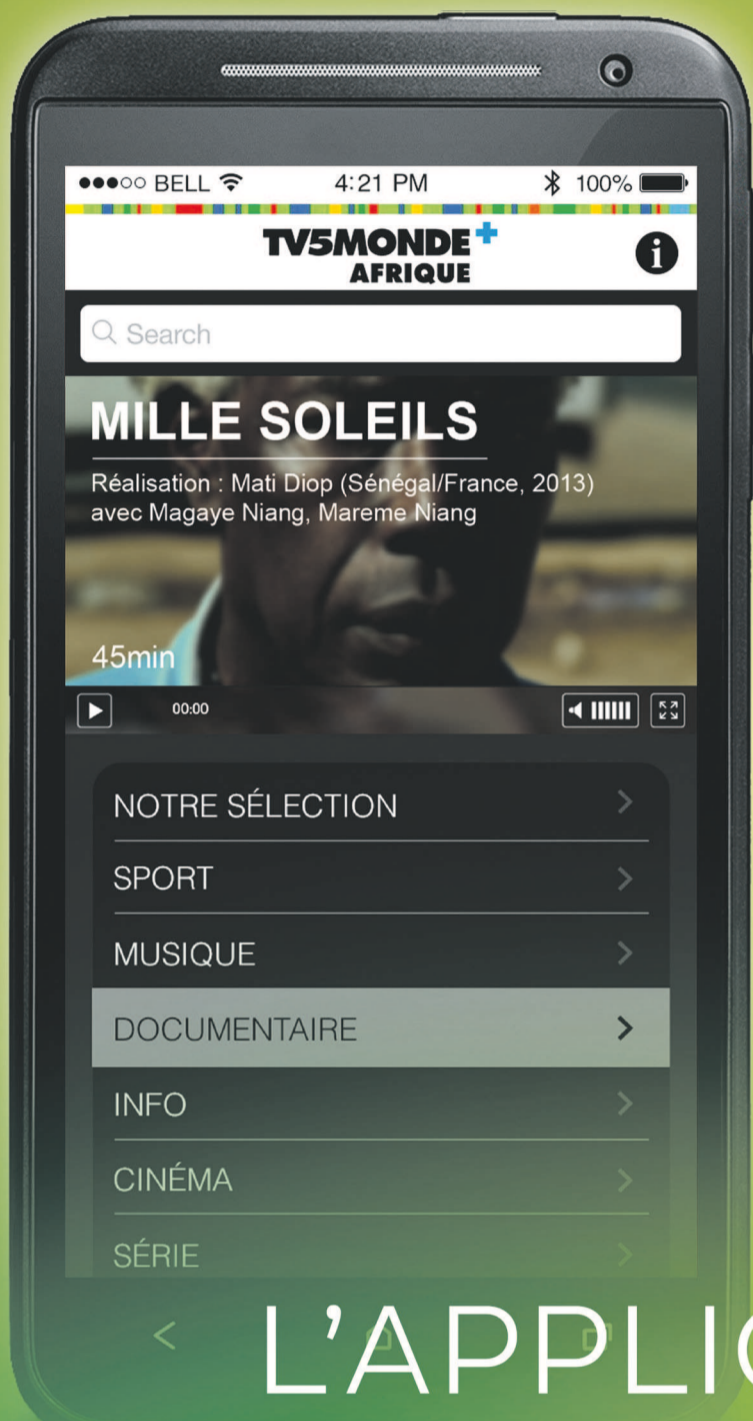 ●●●○○ BELL 4:21 PM 100%
TV5MONDE+
AFRIQUE
i
Search
MILLE SOLEILS
Réalisation : Mati Diop (Sénégal/France, 2013)
avec Magaye Niang, Mareme Niang
45min
00:00
NOTRE SÉLECTION
SPORT
MUSIQUE
DOCUMENTAIRE
INFO
CINÉMA
SÉRIE
L’APPLI